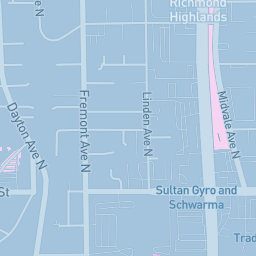 Richmond
Highlands
Dayton Ave N
Fremont Ave N
Linden Ave N
Midvale Ave N
St
Sultan Gyro and
Schwarma
Trad